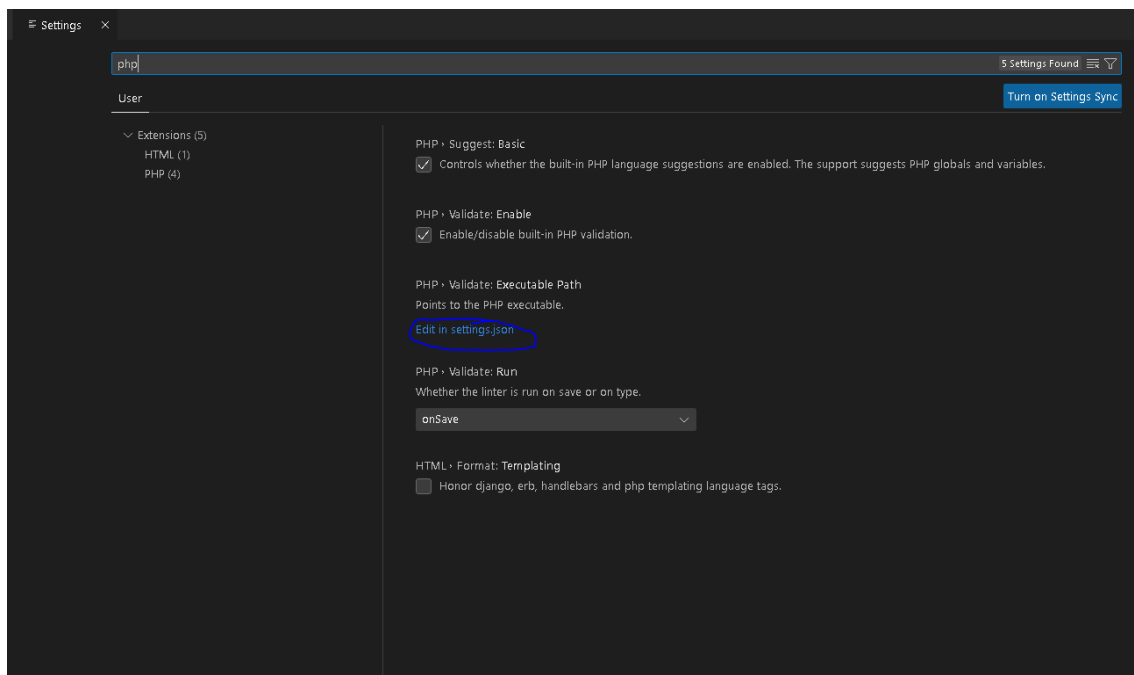 Settings
php
5 Settings Found
User
Turn on Settings Sync
Extensions (5)
HTML (1)
PHP (4)
PHP › Suggest: Basic
Controls whether the built-in PHP language suggestions are enabled. The support suggests PHP globals and variables.
PHP › Validate: Enable
Enable/disable built-in PHP validation.
PHP › Validate: Executable Path
Points to the PHP executable.
Edit in settings.json
PHP › Validate: Run
Whether the linter is run on save or on type.
onSave
HTML › Format: Templating
Honor django, erb, handlebars and php templating language tags.